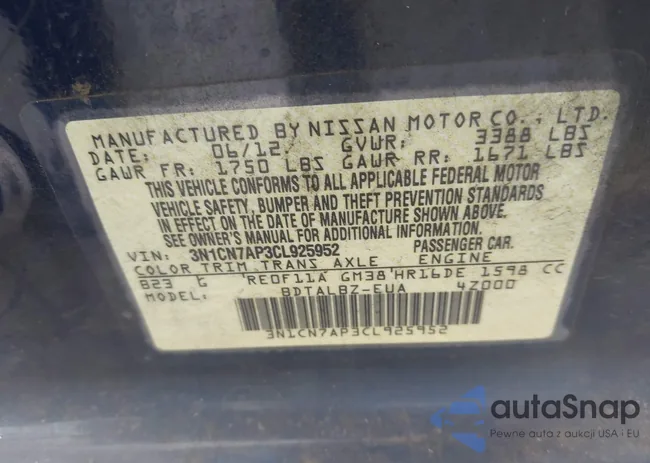 MANUFACTURED BY NISSAN MOTOR CO., LTD.
DATE: 06/12 GVWR: 3388 LBS
GAWR FR: 1750 LBS GAWR RR: 1671 LBS
THIS VEHICLE CONFORMS TO ALL APPLICABLE FEDERAL MOTOR
VEHICLE SAFETY, BUMPER AND THEFT PREVENTION STANDARDS
IN EFFECT ON THE DATE OF MANUFACTURE SHOWN ABOVE.
SEE OWNER'S MANUAL FOR ADDITIONAL INFORMATION.
VIN: 3N1CN7AP3CL925952 PASSENGER CAR.
COLOR TRIM TRANS AXLE ENGINE
B23 G RE0F11A GM38 HR16DE 1598 CC
MODEL: BDTALBZ-EUA 4Z000
3N1CN7AP3CL925952
autaSnap
Pewne auta z aukcji USA i EU